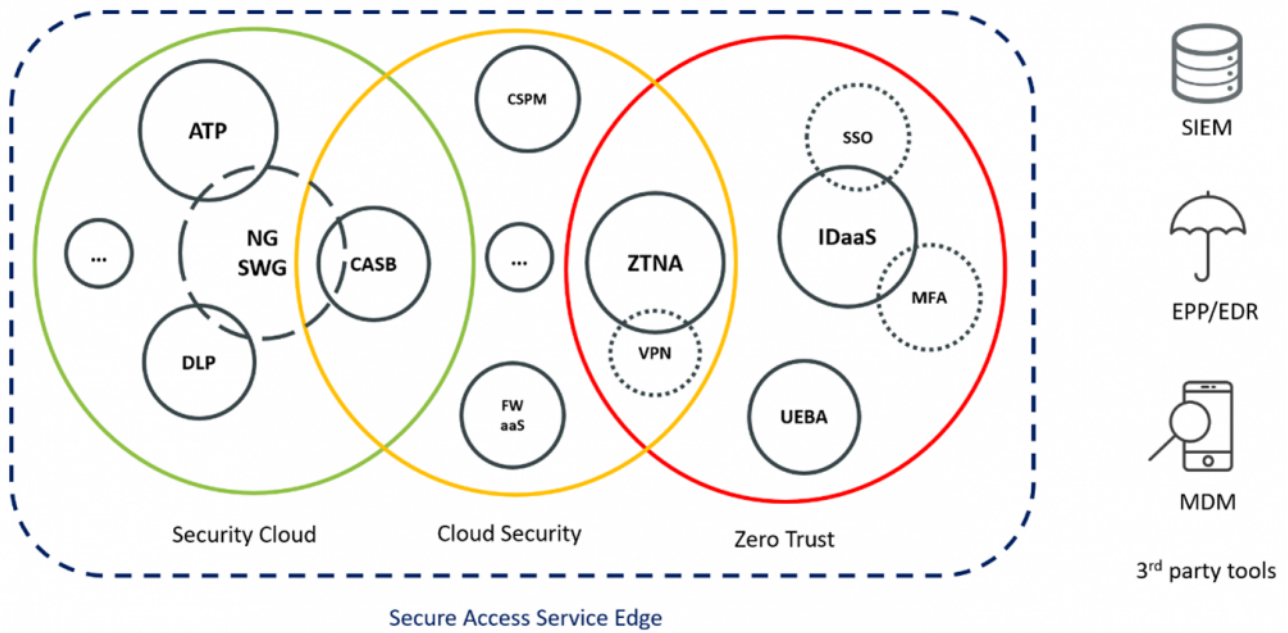 ATP
NG
SWG
CASB
...
DLP
CSPM
...
FW
aaS
ZTNA
VPN
SSO
IDaaS
MFA
UEBA
Security Cloud
Cloud Security
Zero Trust
Secure Access Service Edge
SIEM
EPP/EDR
MDM
3rd party tools